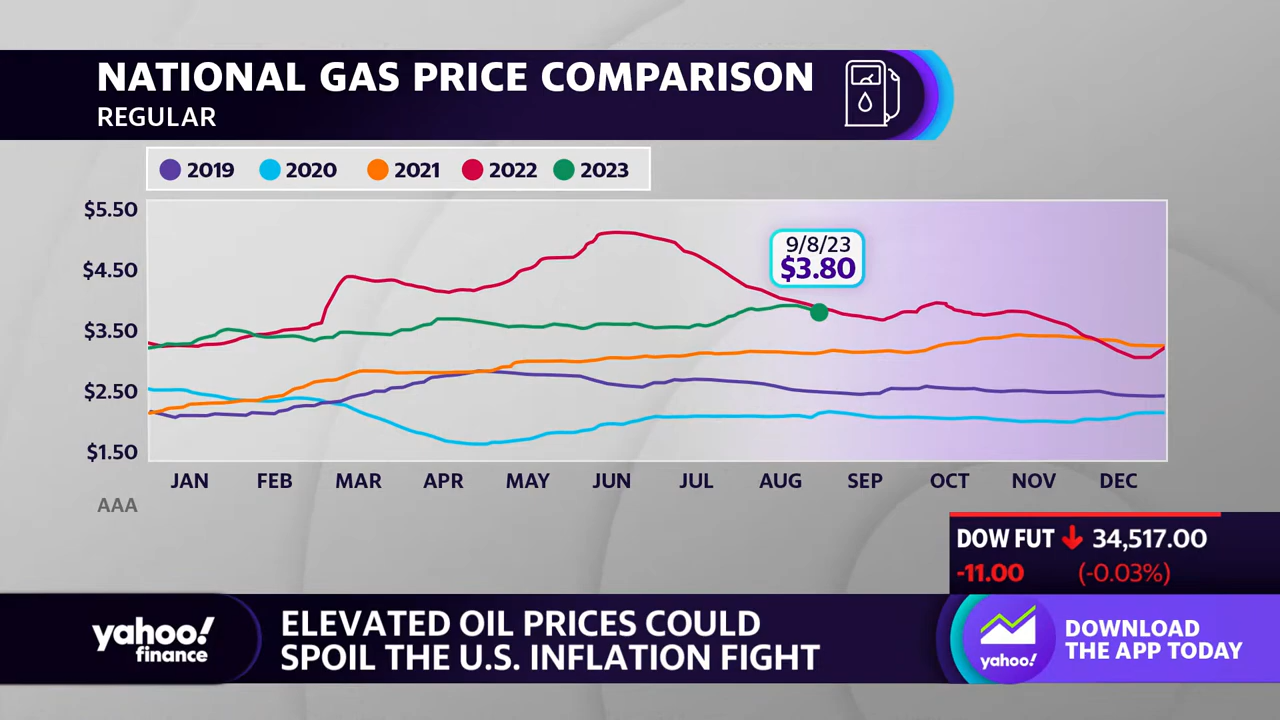 NATIONAL GAS PRICE COMPARISON
REGULAR
2019 2020 2021 2022 2023
$5.50
$4.50
$3.50
$2.50
$1.50
9/8/23
$3.80
JAN FEB MAR APR MAY JUN JUL AUG SEP OCT NOV DEC
AAA
DOW FUT 34,517.00
-11.00 (-0.03%)
yahoo!
finance
ELEVATED OIL PRICES COULD
SPOIL THE U.S. INFLATION FIGHT
yahoo!
DOWNLOAD
THE APP TODAY